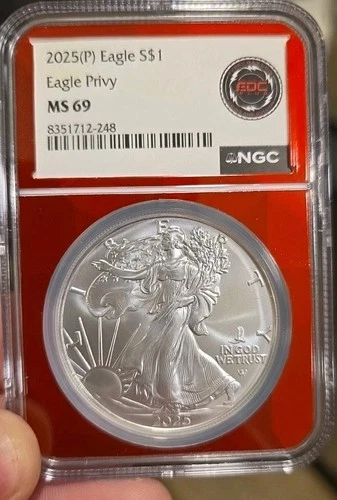 2025(P) Eagle S$1
Eagle Privy
MS 69
8351712-248
EDC
NGC
LIBERTY
IN GOD
WE TRUST
2025